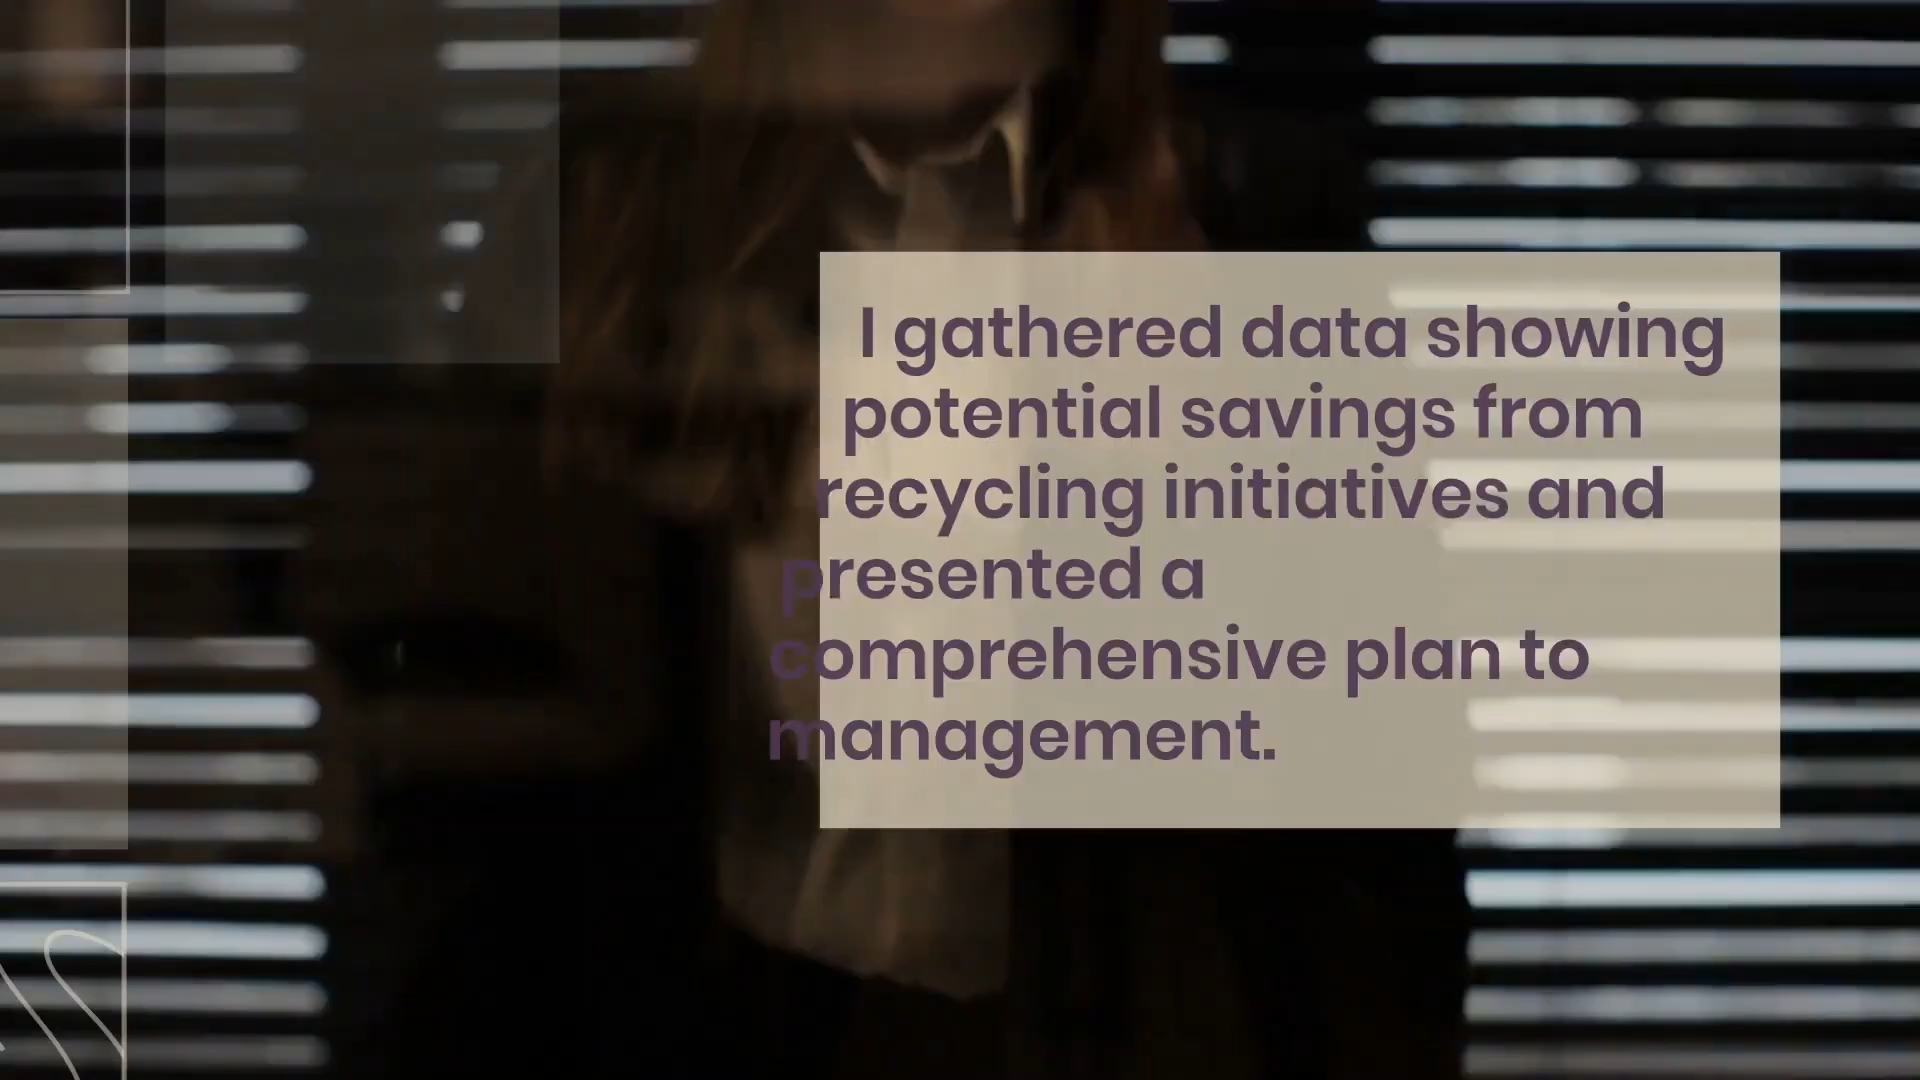 I gathered data showing
potential savings from
recycling initiatives and
presented a
comprehensive plan to
management.